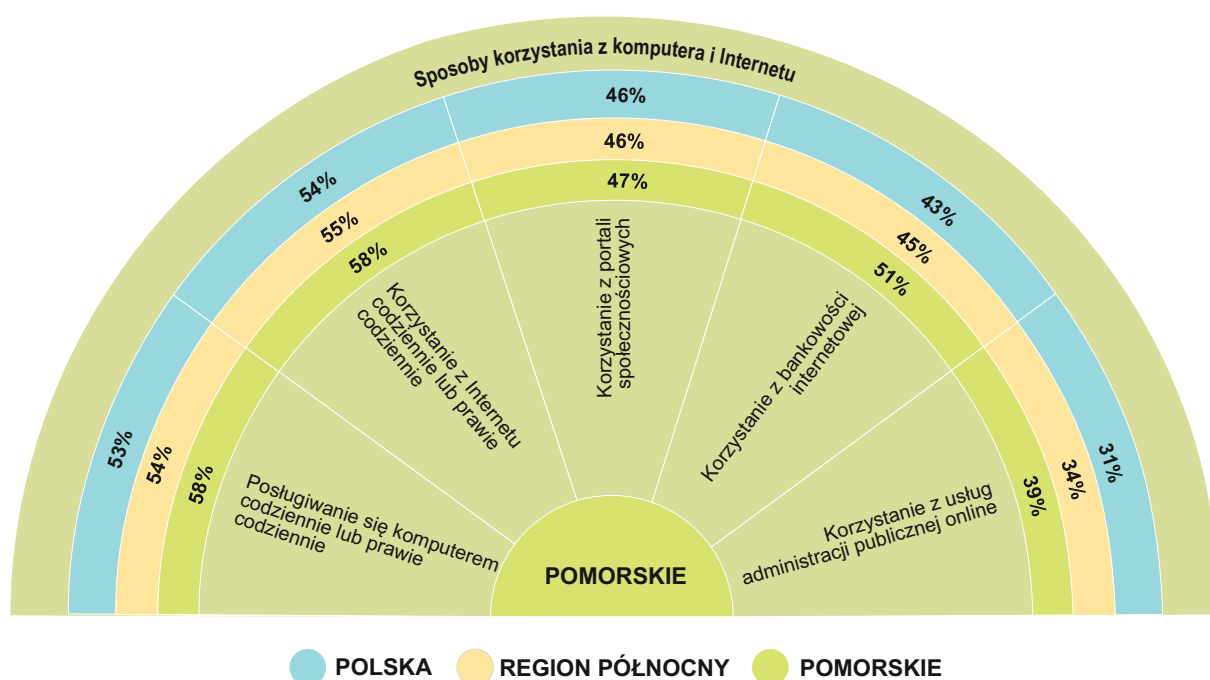 Sposoby korzystania z komputera i Internetu
46%
46%
47%
54%
55%
58%
43%
45%
51%
53%
54%
58%
31%
34%
39%
Posługiwanie się komputerem
codziennie lub prawie
codziennie
Korzystanie z Internetu
codziennie lub prawie
codziennie
Korzystanie z portali
społecznościowych
Korzystanie z bankowości
internetowej
Korzystanie z usług
administracji publicznej online
POMORSKIE
POLSKA
REGION PÓŁNOCNY
POMORSKIE